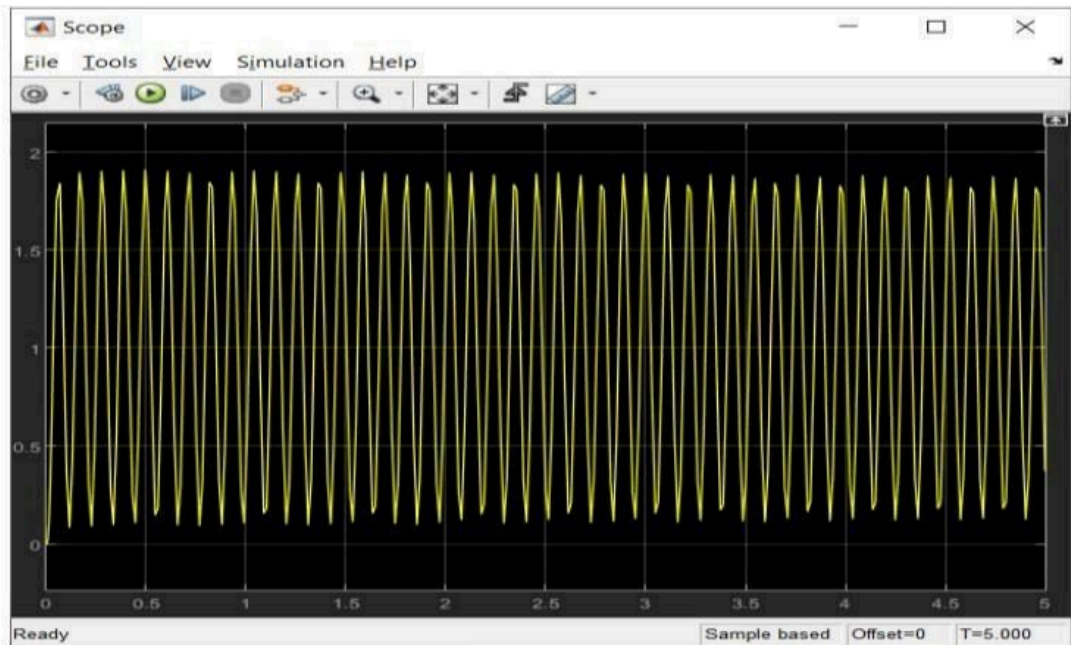 Scope
File Tools View Simulation Help
2
1.5
1
0.5
0
0 0.5 1 1.5 2 2.5 3 3.5 4 4.5 5
Ready Sample based Offset=0 T=5.000